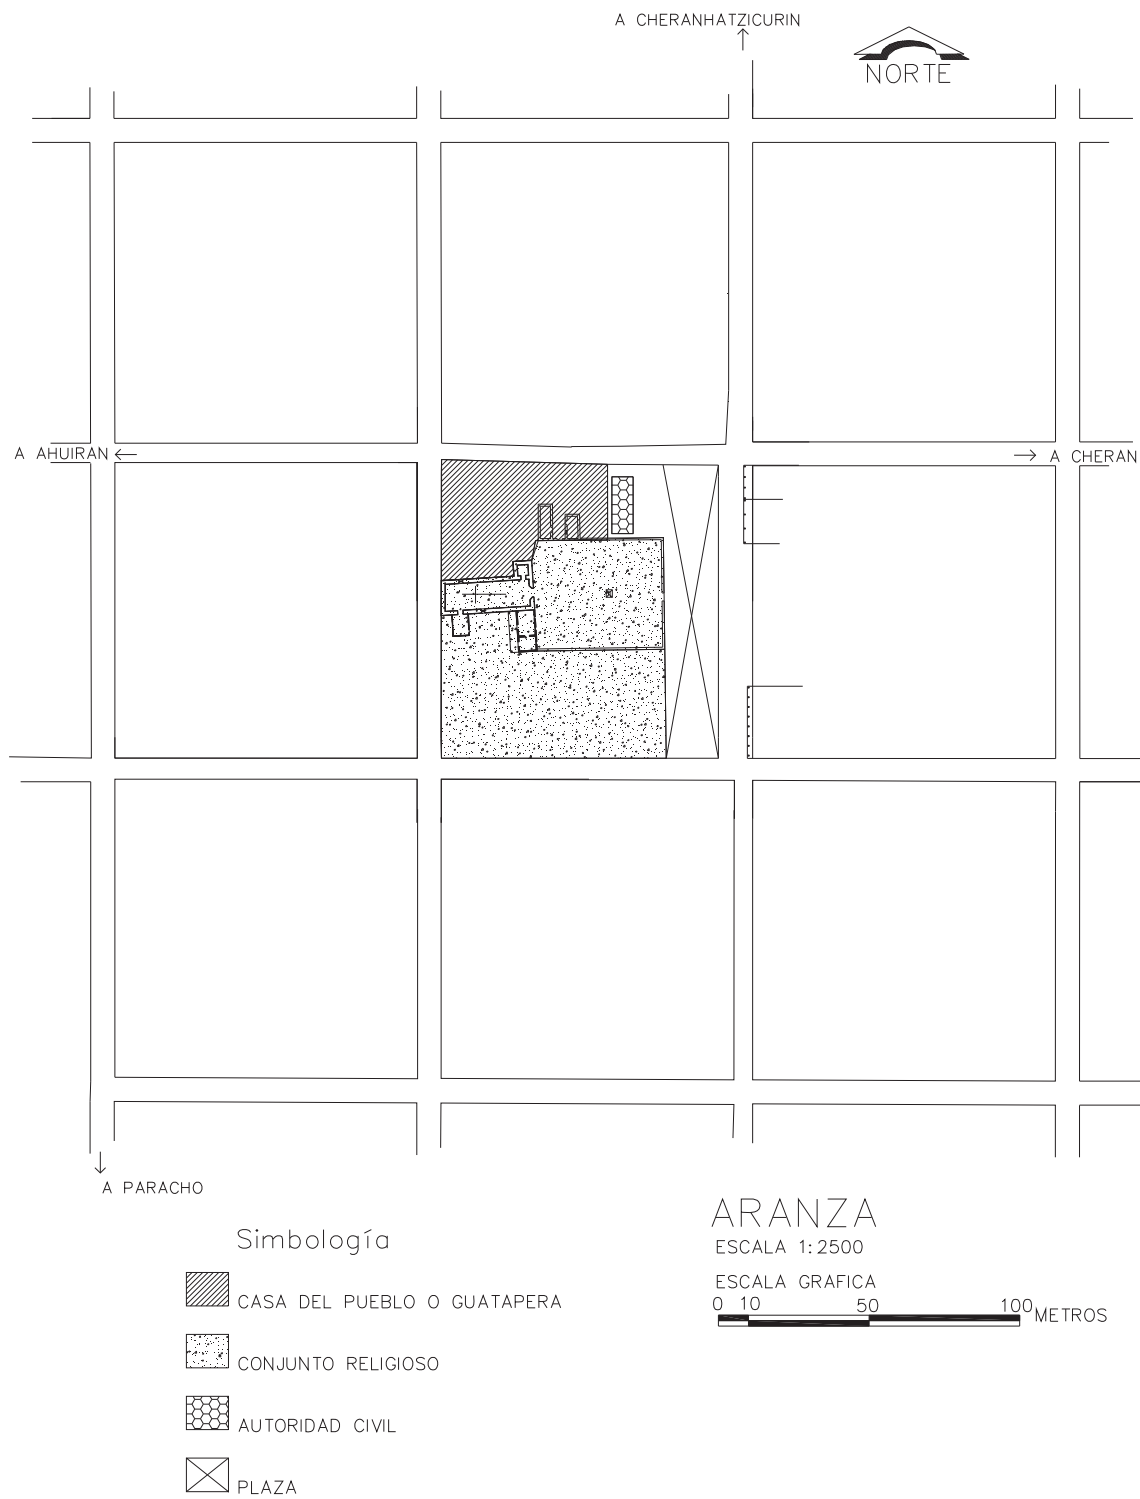 A CHERANHATZICURIN
NORTE
A AHUIRAN
A CHERAN
A PARACHO
Simbología
CASA DEL PUEBLO O GUATAPERA
CONJUNTO RELIGIOSO
AUTORIDAD CIVIL
PLAZA
ARANZA
ESCALA 1:2500
ESCALA GRAFICA
0 10 50 100 METROS